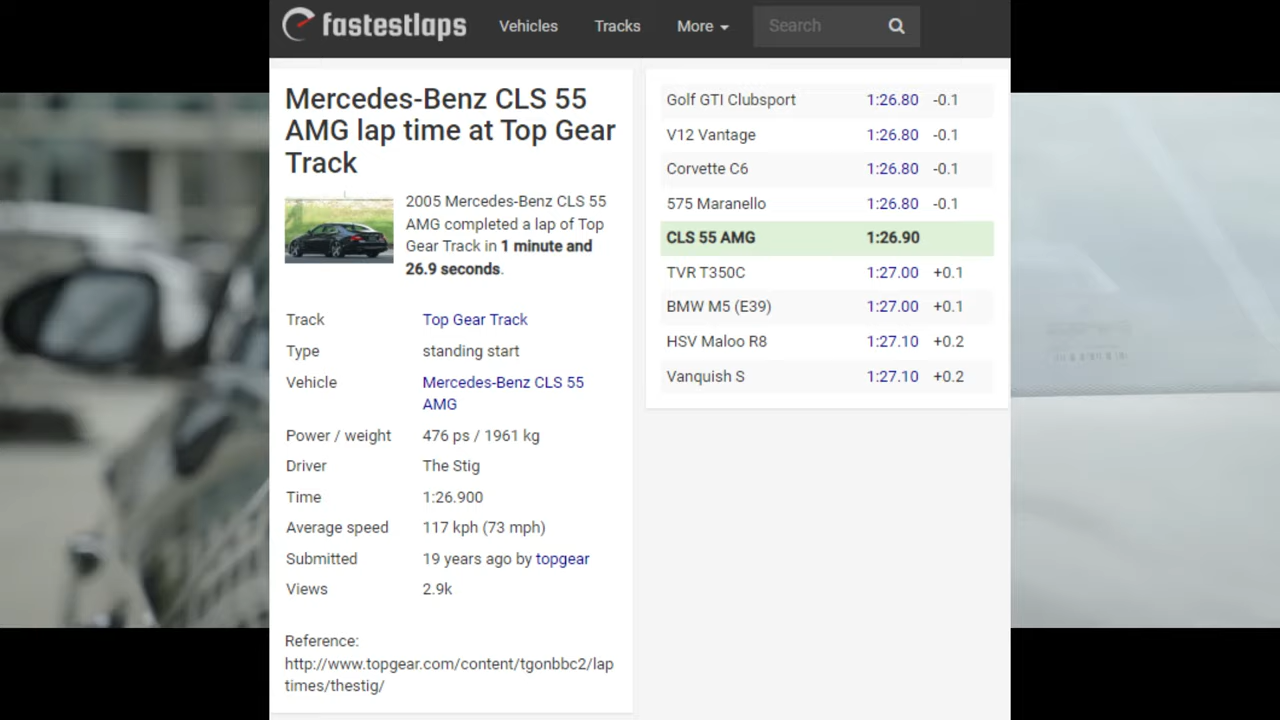 fastestlaps Vehicles Tracks More Search
Mercedes-Benz CLS 55
AMG lap time at Top Gear
Track
2005 Mercedes-Benz CLS 55
AMG completed a lap of Top
Gear Track in 1 minute and
26.9 seconds.
Track Top Gear Track
Type standing start
Vehicle Mercedes-Benz CLS 55
AMG
Power / weight 476 ps / 1961 kg
Driver The Stig
Time 1:26.900
Average speed 117 kph (73 mph)
Submitted 19 years ago by topgear
Views 2.9k
Reference:
http://www.topgear.com/content/tgonbbc2/lap
times/thestig/
Golf GTI Clubsport 1:26.80 -0.1
V12 Vantage 1:26.80 -0.1
Corvette C6 1:26.80 -0.1
575 Maranello 1:26.80 -0.1
CLS 55 AMG 1:26.90
TVR T350C 1:27.00 +0.1
BMW M5 (E39) 1:27.00 +0.1
HSV Maloo R8 1:27.10 +0.2
Vanquish S 1:27.10 +0.2